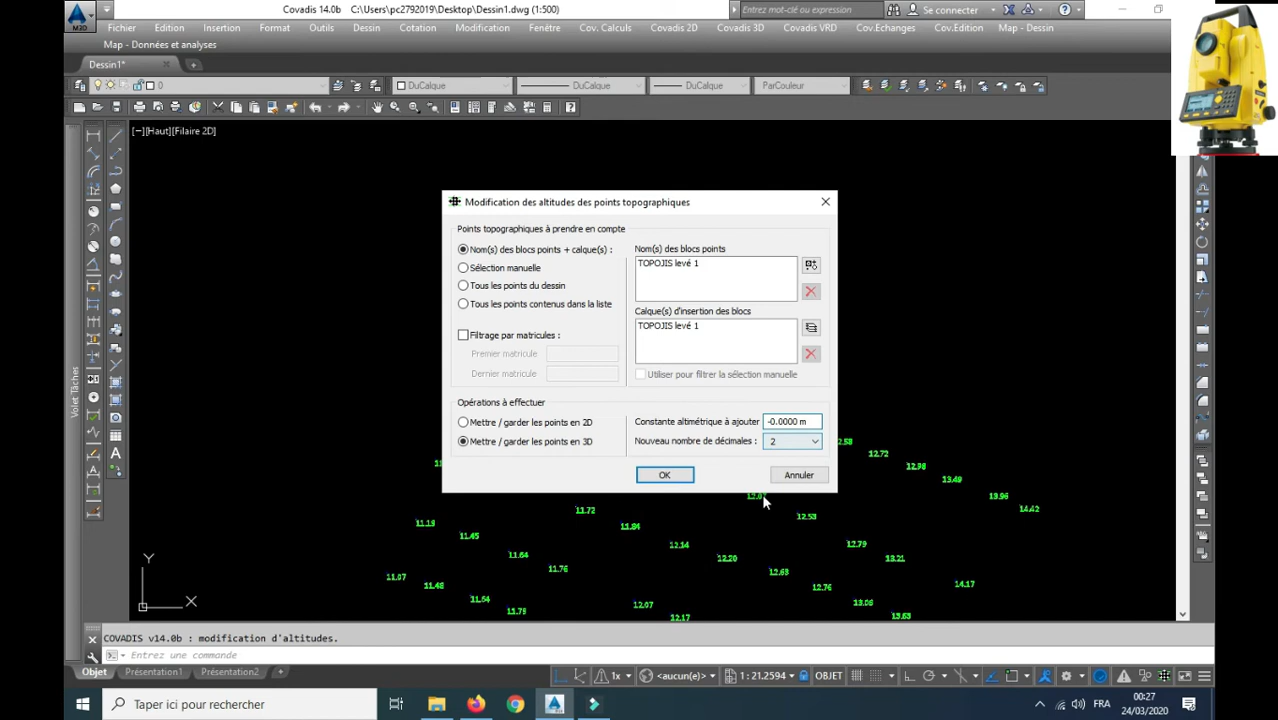 Covadis 14.0b C:\Users\pc2792019\Desktop\Dessin1.dwg (1:500)
Entrez mot-clé ou expression
Se connecter
M3D
Fichier Edition Insertion Format Outils Dessin Cotation Modification Fenêtre Cov. Calculs Covadis 2D Covadis 3D Covadis VRD Cov.Echanges Cov.Edition Map - Dessin
Map - Données et analyses
Dessin1*
0 DuCalque DuCalque DuCalque ParCouleur
[−][Haut][Filaire 2D]
Modification des altitudes des points topographiques
Points topographiques à prendre en compte
Nom(s) des blocs points + calque(s) :
Sélection manuelle
Tous les points du dessin
Tous les points contenus dans la liste
Filtrage par matricules :
Premier matricule
Dernier matricule
Nom(s) des blocs points
TOPOJIS levé 1
Calque(s) d'insertion des blocs
TOPOJIS levé 1
Utiliser pour filtrer la sélection manuelle
Opérations à effectuer
Mettre / garder les points en 2D
Mettre / garder les points en 3D
Constante altimétrique à ajouter -0.0000 m
Nouveau nombre de décimales : 2
OK Annuler
Volet Tâches
12.72
12.98
13.49
13.96
14.42
11.72
12.53
11.19
11.45
11.84
12.14
12.79
11.64
12.20
13.21
11.76
12.63
11.07
11.46
12.76
14.17
11.54
12.07
13.06
11.79
12.17
13.63
Y
X
COVADIS v14.0b : modification d'altitudes.
Entrez une commande
Objet Présentation1 Présentation2 +
1x <aucun(e)> 1 : 21.2594 OBJET
Taper ici pour rechercher
FRA
00:27
24/03/2020